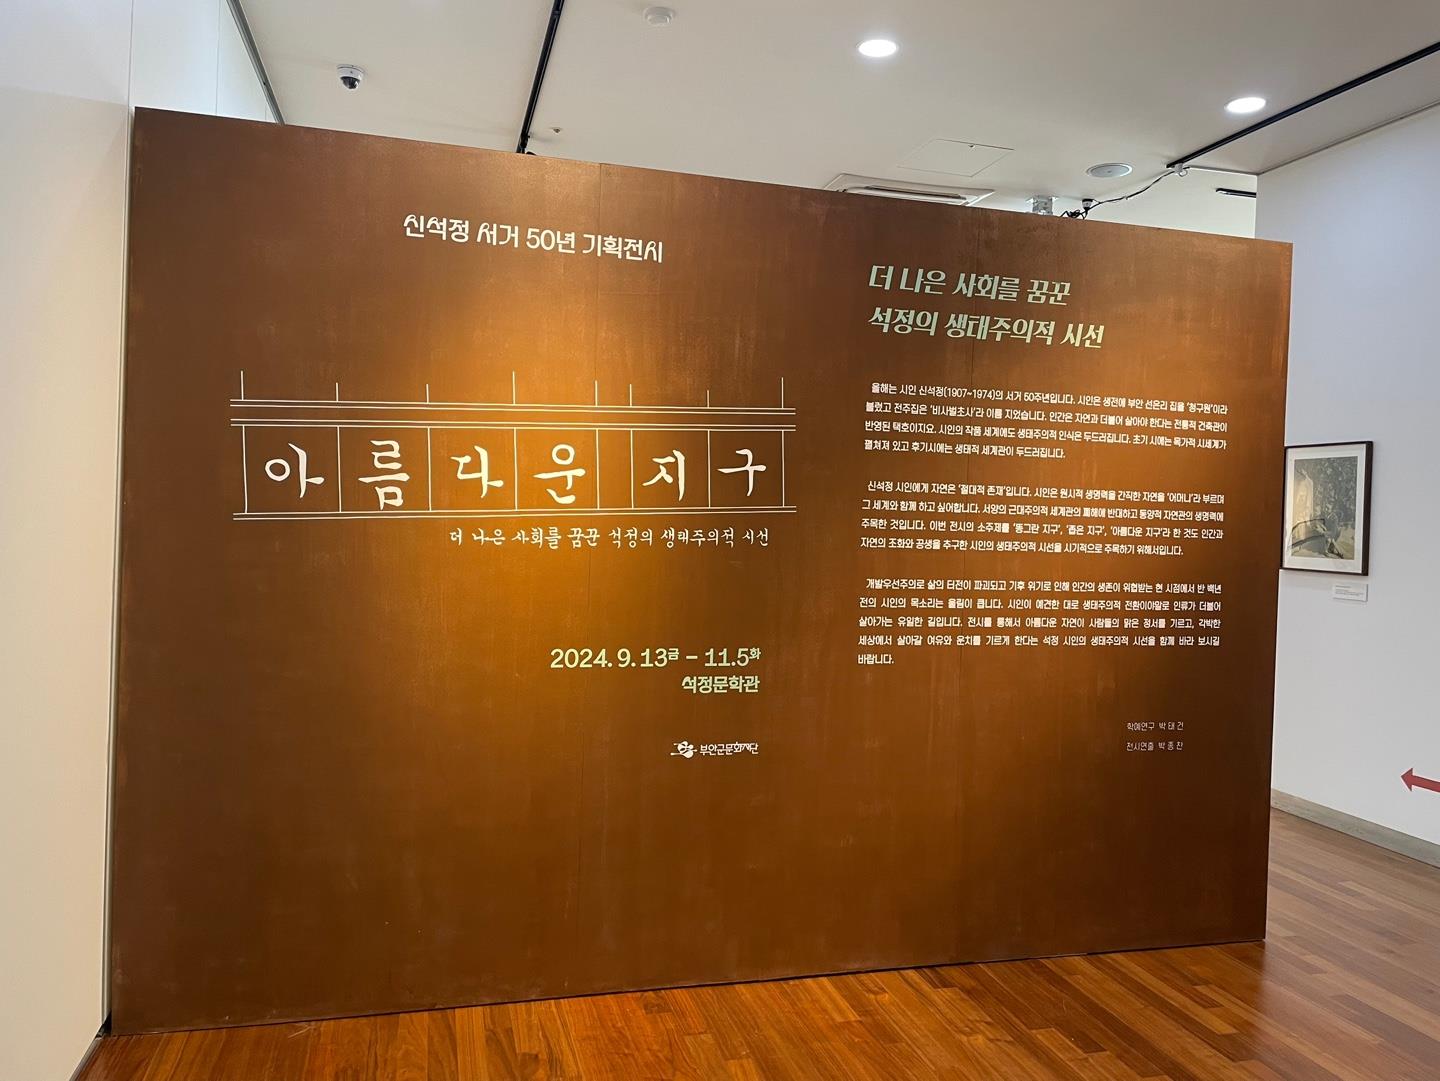 신석정 서거 50년 기획전시
아름다운 지구
더 나은 사회를 꿈꾼 석정의 생태주의적 시선
2024. 9. 13금 - 11.5화
석정문학관
부안군문화재단
더 나은 사회를 꿈꾼
석정의 생태주의적 시선
올해는 시인 신석정(1907~1974)의 서거 50주년입니다. 시인은 생전에 부안 선은리 집을 '청구원'이라
불렀고 전주집은 '비사벌초사'라 이름 지었습니다. 인간은 자연과 더불어 살아야 한다는 전통적 건축관이
반영된 택호이지요. 시인의 작품 세계에도 생태주의적 인식은 두드러집니다. 초기 시에는 목가적 시세계가
펼쳐져 있고 후기시에는 생태적 세계관이 두드러집니다.
신석정 시인에게 자연은 '절대적 존재'입니다. 시인은 원시적 생명력을 간직한 자연을 '어머니'라 부르며
그 세계와 함께 하고 싶어합니다. 서양의 근대주의적 세계관의 폐해에 반대하고 동양적 자연관의 생명력에
주목한 것입니다. 이번 전시의 소주제를 '똥그란 지구', '좁은 지구', '아름다운 지구'라 한 것도 인간과
자연의 조화와 공생을 추구한 시인의 생태주의적 시선을 시기적으로 주목하기 위해서입니다.
개발우선주의로 삶의 터전이 파괴되고 기후 위기로 인해 인간의 생존이 위협받는 현 시점에서 반 백년
전의 시인의 목소리는 울림이 큽니다. 시인이 예견한 대로 생태주의적 전환이야말로 인류가 더불어
살아가는 유일한 길입니다. 전시를 통해서 아름다운 자연이 사람들의 맑은 정서를 기르고, 각박한
세상에서 살아갈 여유와 운치를 기르게 한다는 석정 시인의 생태주의적 시선을 함께 바라 보시길
바랍니다.
학예연구 박 태 건
전시연출 박 종 찬